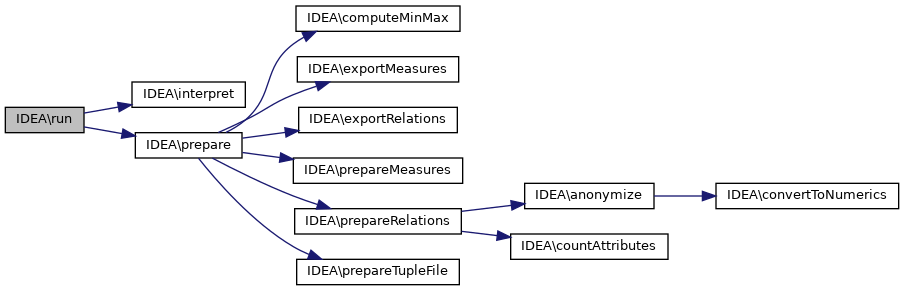 IDEA\run
IDEA\interpret
IDEA\prepare
IDEA\computeMinMax
IDEA\exportMeasures
IDEA\exportRelations
IDEA\prepareMeasures
IDEA\prepareRelations
IDEA\prepareTupleFile
IDEA\anonymize
IDEA\countAttributes
IDEA\convertToNumerics